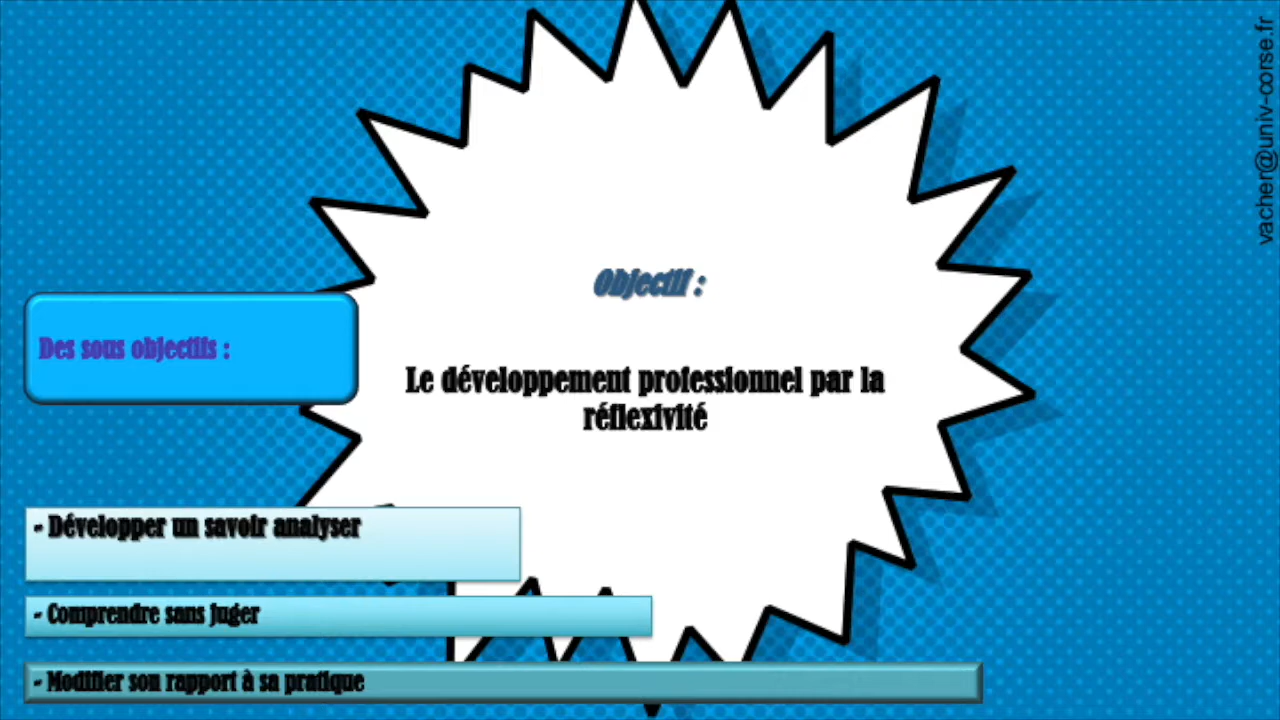 vacher@univ-corse.fr
Objectif :
Des sous objectifs :
Le développement professionnel par la
réflexivité
- Développer un savoir analyser
- Comprendre sans juger
- Modifier son rapport à sa pratique